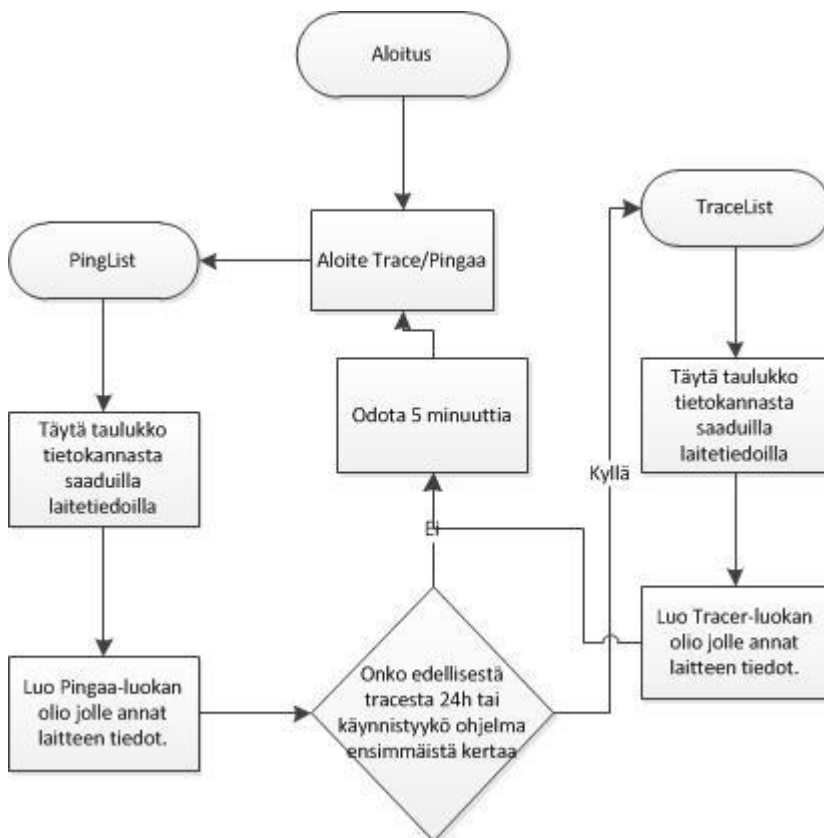 Aloitus
TraceList
PingList
Aloite Trace/Pingaa
Odota 5 minuuttia
Täytä taulukko
tietokannasta
saaduilla
laitetiedoilla
Täytä taulukko
tietokannasta
saaduilla
laitetiedoilla
Kyllä
Luo Tracer-luokan
olio jolle annat
laitteen tiedot.
Luo Pingaa-luokan
olio jolle annat
laitteen tiedot.
Onko edellisestä
tracesta 24h tai
käynnistyykö ohjelma
ensimmäistä kertaa